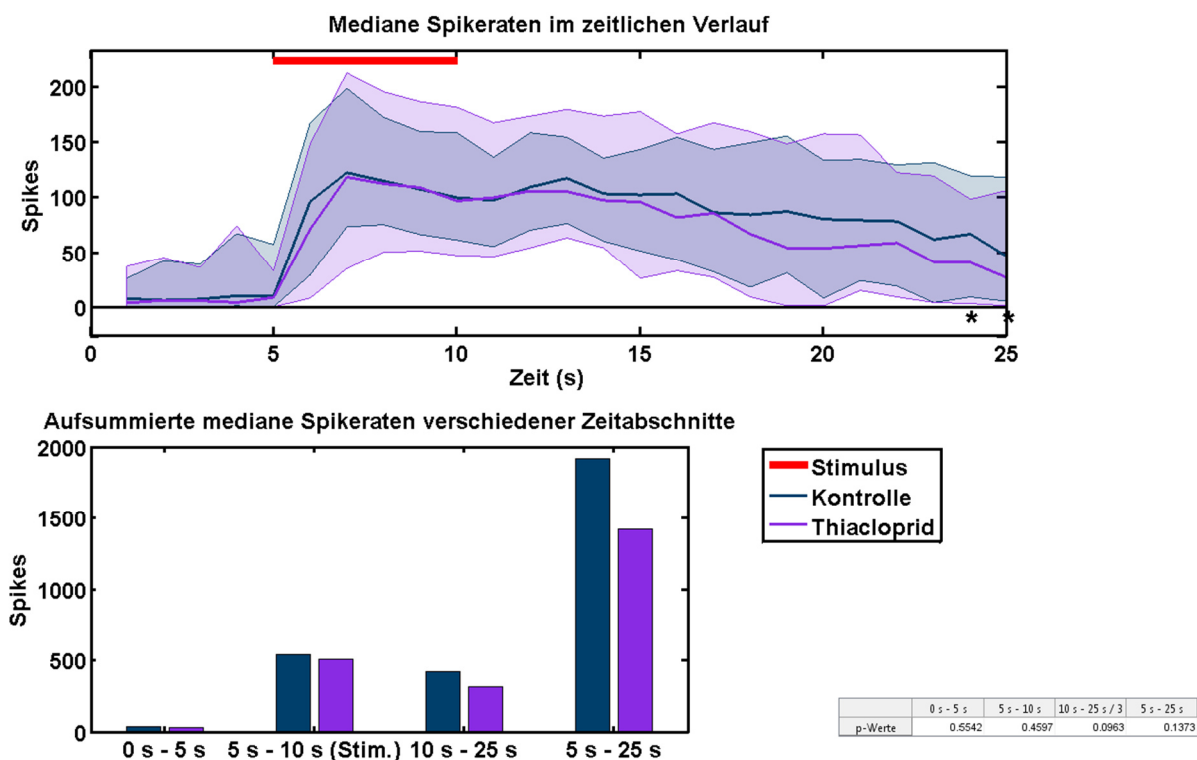 Mediane Spikeraten im zeitlichen Verlauf
200
150
100
50
0
Spikes
* *
0 5 10 15 20 25
Zeit (s)
Aufsummierte mediane Spikeraten verschiedener Zeitabschnitte
2000
1500
1000
500
0
Spikes
0 s - 5 s 5 s - 10 s (Stim.) 10 s - 25 s 5 s - 25 s
Stimulus
Kontrolle
Thiacloprid
0 s - 5 s 5 s - 10 s 10 s - 25 s / 3 5 s - 25 s
p-Werte 0.5542 0.4597 0.0963 0.1373